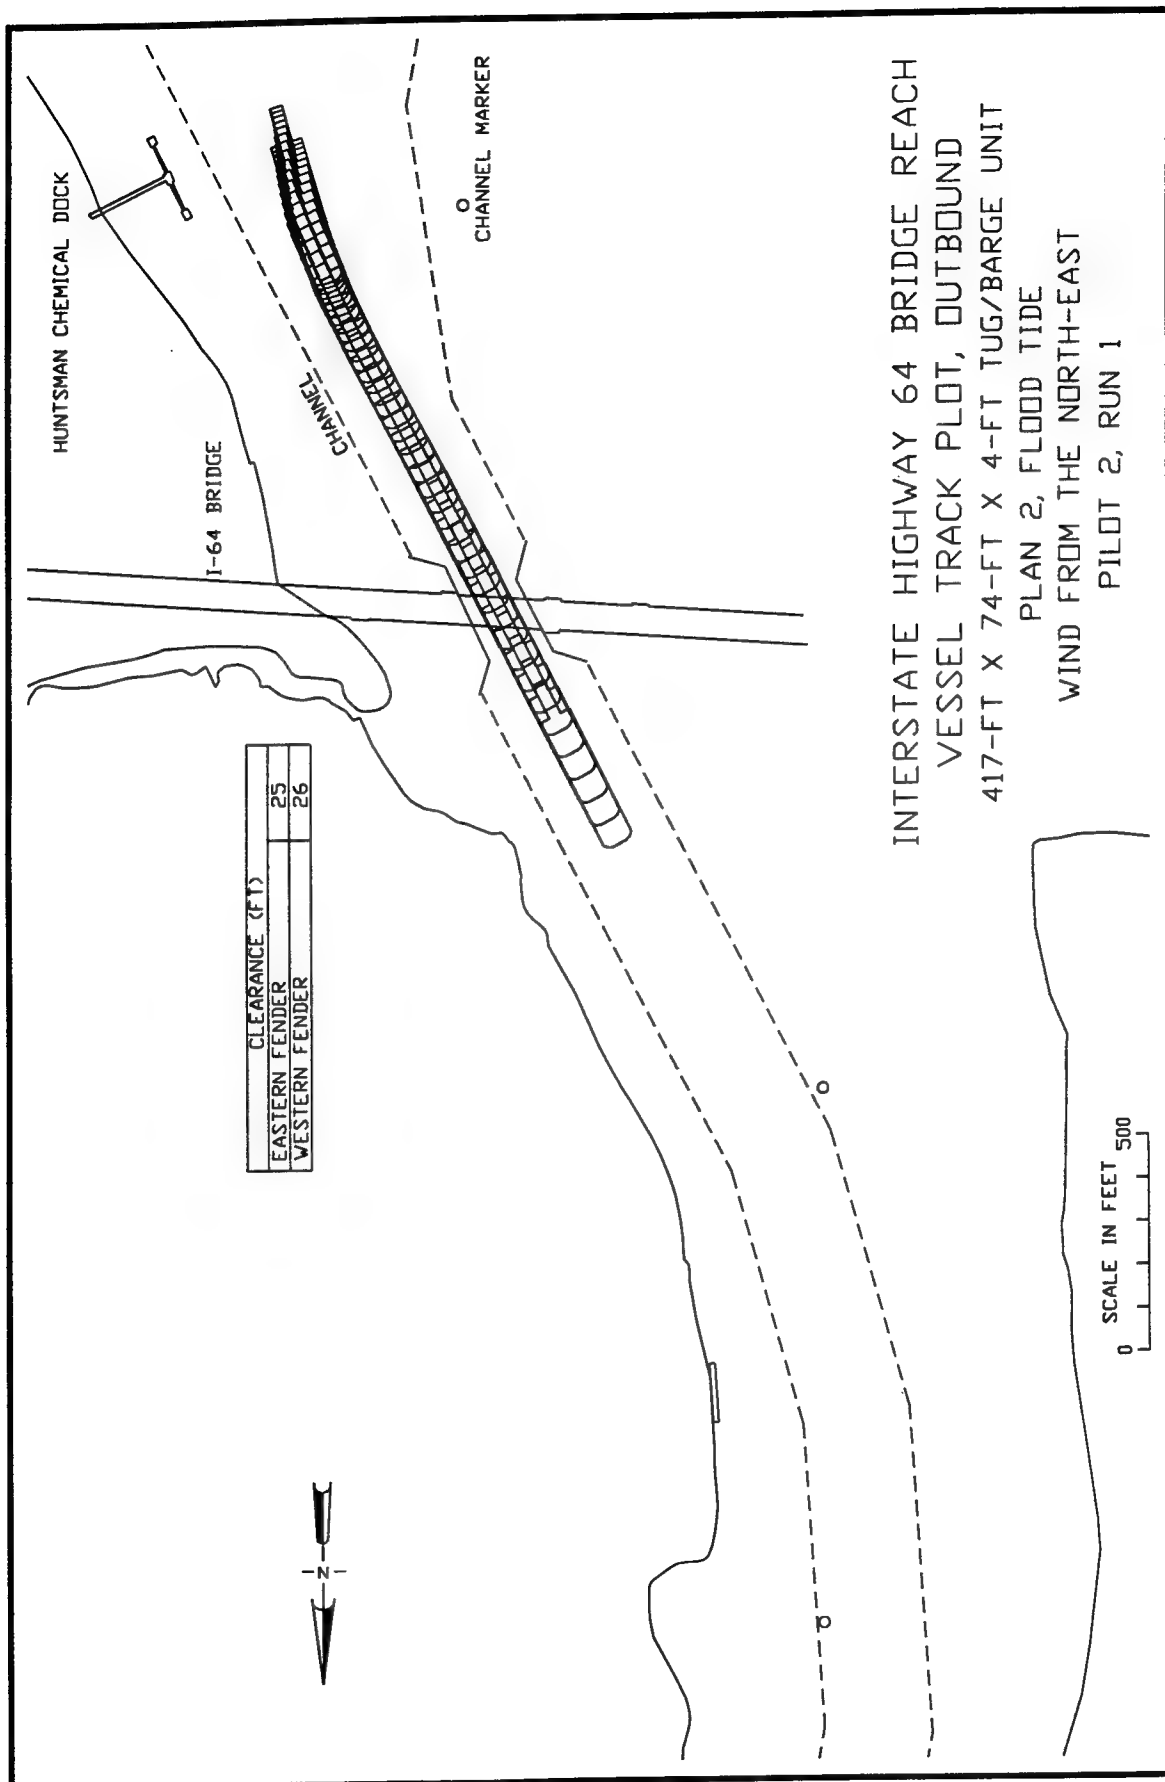 HUNTSMAN CHEMICAL DOCK
I-64 BRIDGE
CHANNEL
CHANNEL MARKER
CLEARANCE (FT)
EASTERN FENDER 25
WESTERN FENDER 26
-N-
SCALE IN FEET
0 500
INTERSTATE HIGHWAY 64 BRIDGE REACH
VESSEL TRACK PLOT, OUTBOUND
417-FT X 74-FT X 4-FT TUG/BARGE UNIT
PLAN 2, FLOOD TIDE
WIND FROM THE NORTH-EAST
PILOT 2, RUN 1